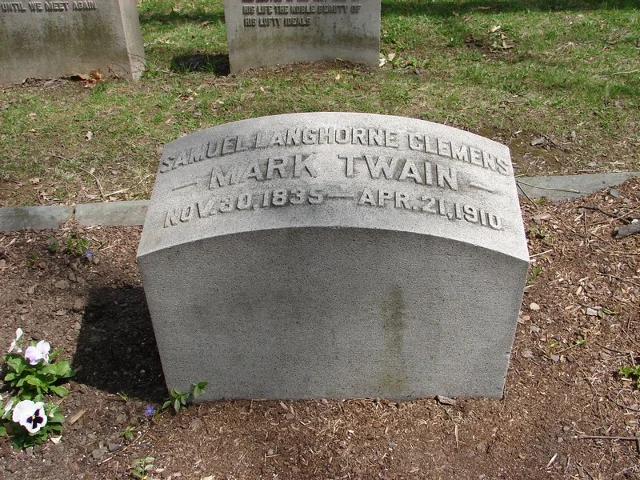 UNTIL WE MEET AGAIN
HIS LIFE THE NOBLE BEAUTY OF
HIS LOFTY IDEALS
SAMUEL LANGHORNE CLEMENS
— MARK TWAIN —
NOV. 30. 1835 — APR. 21, 1910